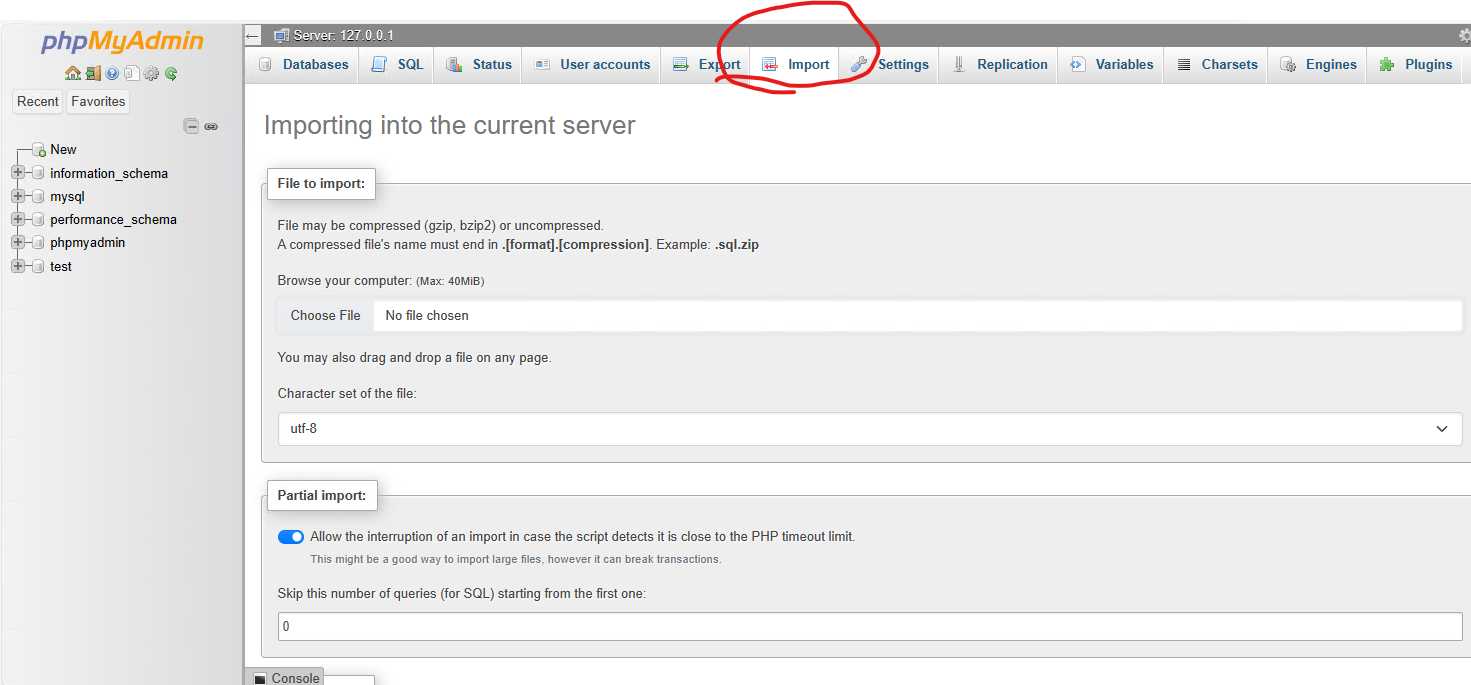 phpMyAdmin
Recent Favorites
New
information_schema
mysql
performance_schema
phpmyadmin
test
Server: 127.0.0.1
Databases SQL Status User accounts Export Import Settings Replication Variables Charsets Engines Plugins
Importing into the current server
File to import:
File may be compressed (gzip, bzip2) or uncompressed.
A compressed file's name must end in .[format].[compression]. Example: .sql.zip
Browse your computer: (Max: 40MiB)
Choose File No file chosen
You may also drag and drop a file on any page.
Character set of the file:
utf-8
Partial import:
Allow the interruption of an import in case the script detects it is close to the PHP timeout limit.
This might be a good way to import large files, however it can break transactions.
Skip this number of queries (for SQL) starting from the first one:
0
Console